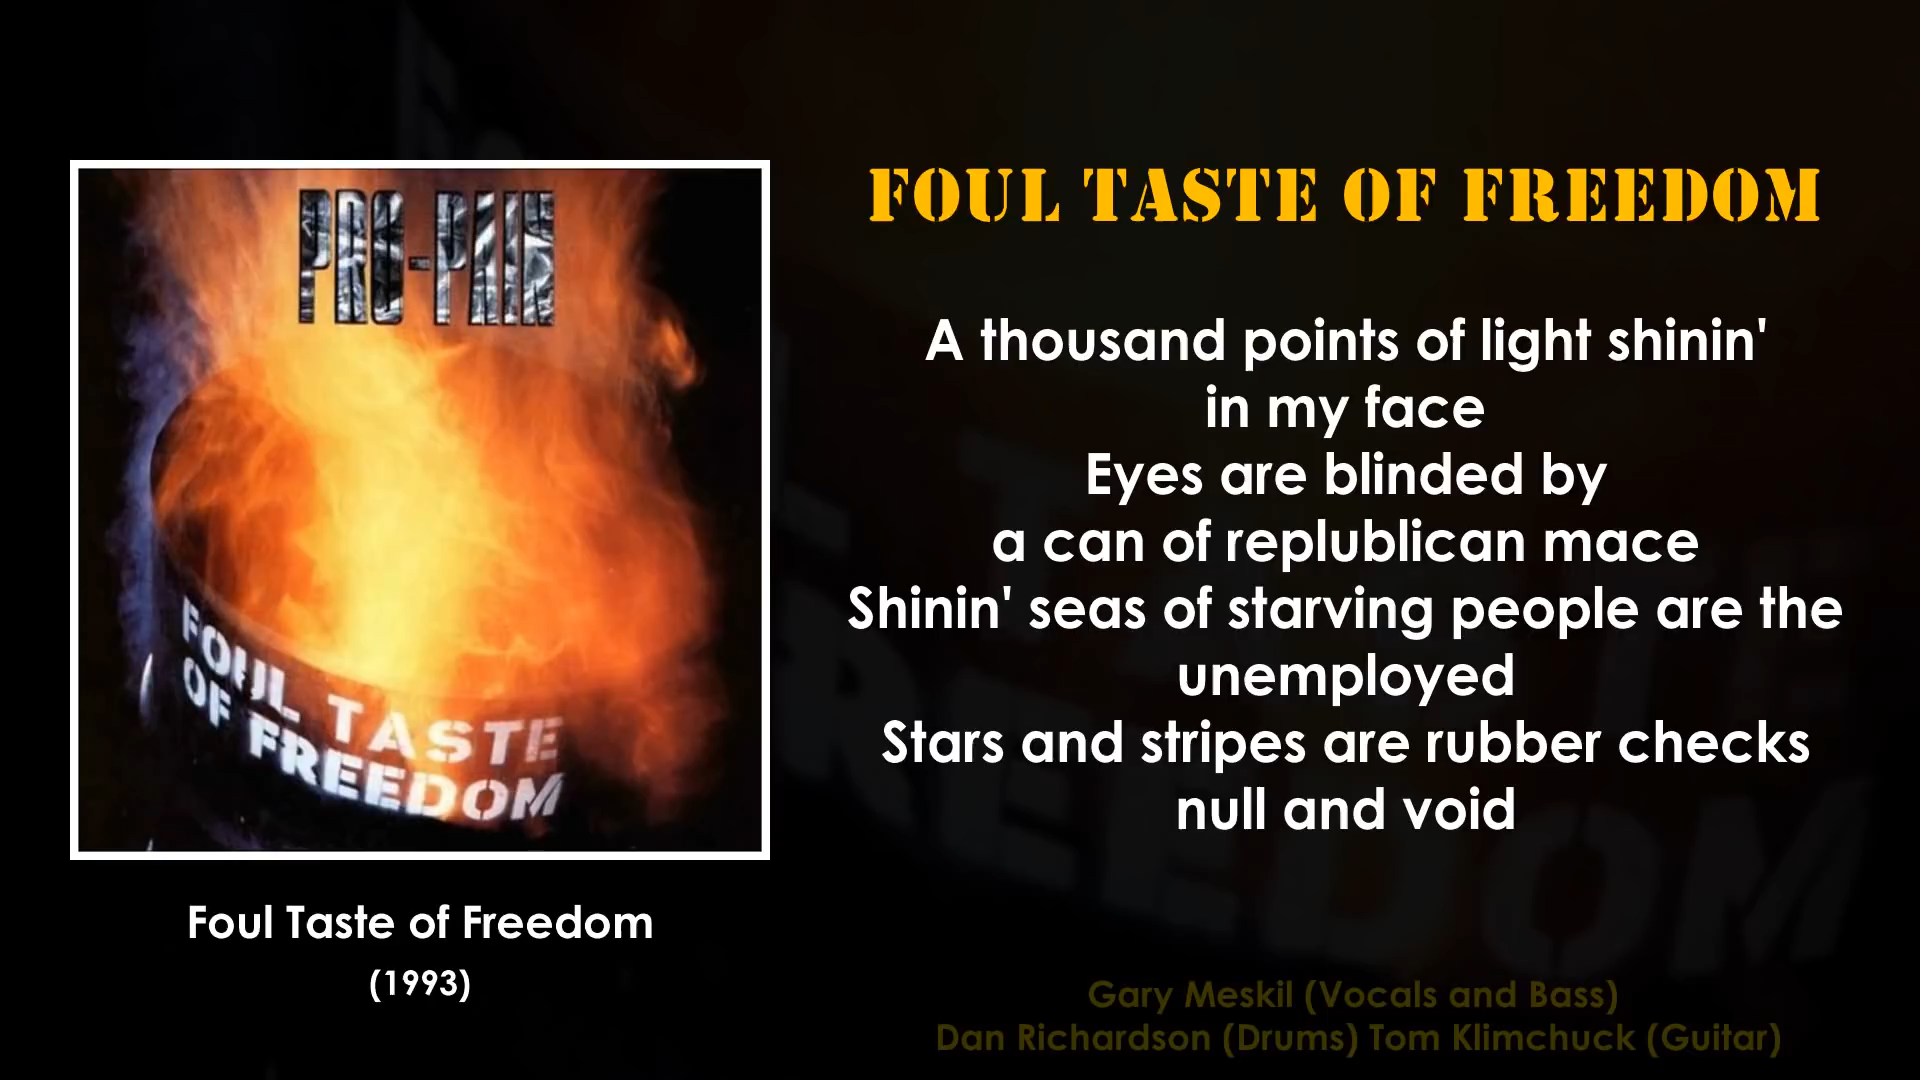 PRO-PAIN
FOUL TASTE
OF FREEDOM
Foul Taste of Freedom
(1993)
FOUL TASTE OF FREEDOM
A thousand points of light shinin'
in my face
Eyes are blinded by
a can of replublican mace
Shinin' seas of starving people are the
unemployed
Stars and stripes are rubber checks
null and void
Gary Meskil (Vocals and Bass)
Dan Richardson (Drums) Tom Klimchuck (Guitar)